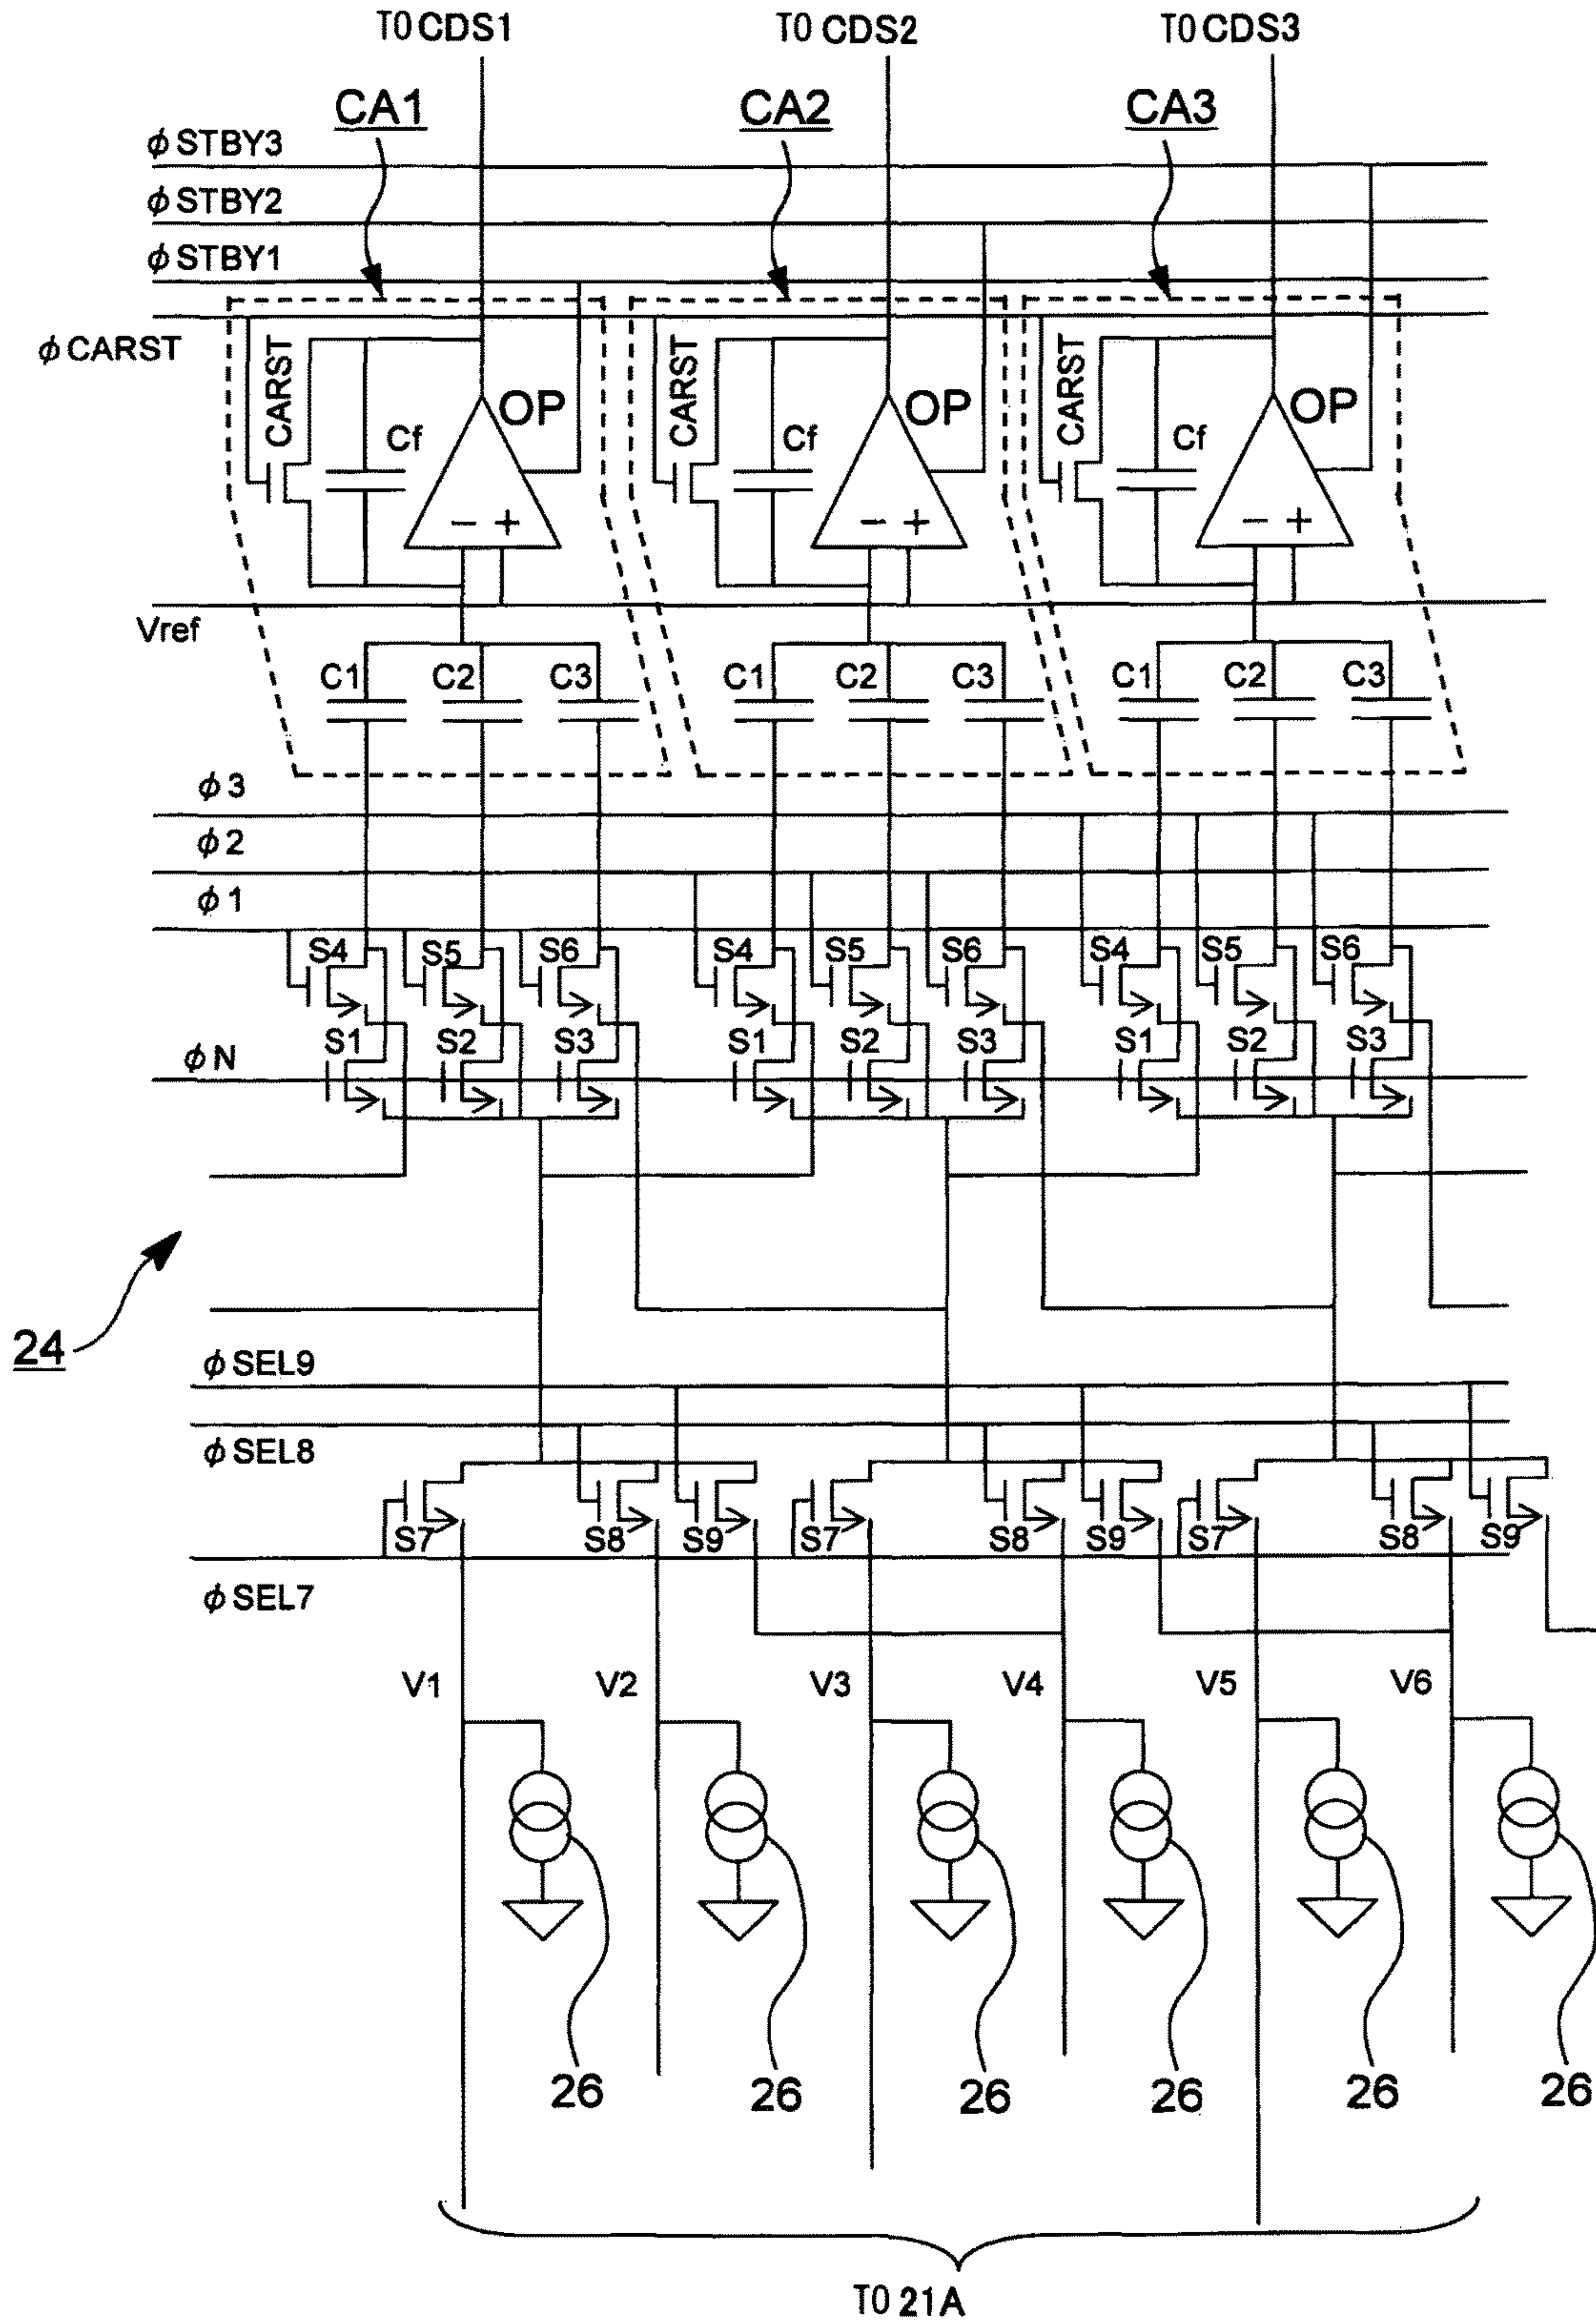 TO CDS1 TO CDS2 TO CDS3
CA1 CA2 CA3
φSTBY3
φSTBY2
φSTBY1
φCARST
CARST CARST CARST
OP OP OP
Cf Cf Cf
- + - + - +
Vref
C1 C2 C3 C1 C2 C3 C1 C2 C3
φ3
φ2
φ1
S4 S5 S6 S4 S5 S6 S4 S5 S6
S1 S2 S3 S1 S2 S3 S1 S2 S3
φN
24
φSEL9
φSEL8
S7 S8 S9 S7 S8 S9 S7 S8 S9
φSEL7
V1 V2 V3 V4 V5 V6
26 26 26 26 26 26
TO 21A